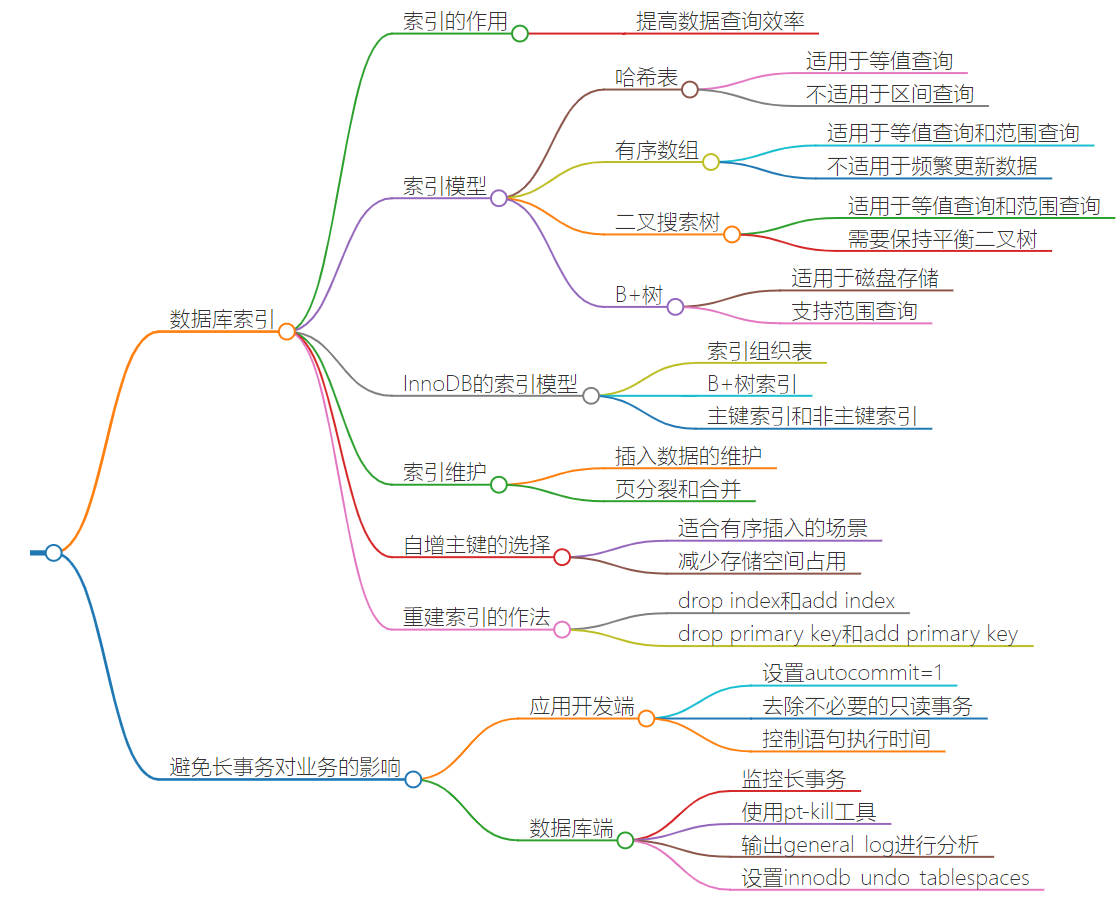 索引的作用
提高数据查询效率
哈希表
适用于等值查询
不适用于区间查询
有序数组
适用于等值查询和范围查询
不适用于频繁更新数据
索引模型
二叉搜索树
适用于等值查询和范围查询
需要保持平衡二叉树
B+树
适用于磁盘存储
支持范围查询
数据库索引
InnoDB的索引模型
索引组织表
B+树索引
主键索引和非主键索引
索引维护
插入数据的维护
页分裂和合并
自增主键的选择
适合有序插入的场景
减少存储空间占用
重建索引的作法
drop index和add index
drop primary key和add primary key
避免长事务对业务的影响
应用开发端
设置autocommit=1
去除不必要的只读事务
控制语句执行时间
数据库端
监控长事务
使用pt-kill工具
输出general_log进行分析
设置innodb_undo_tablespaces